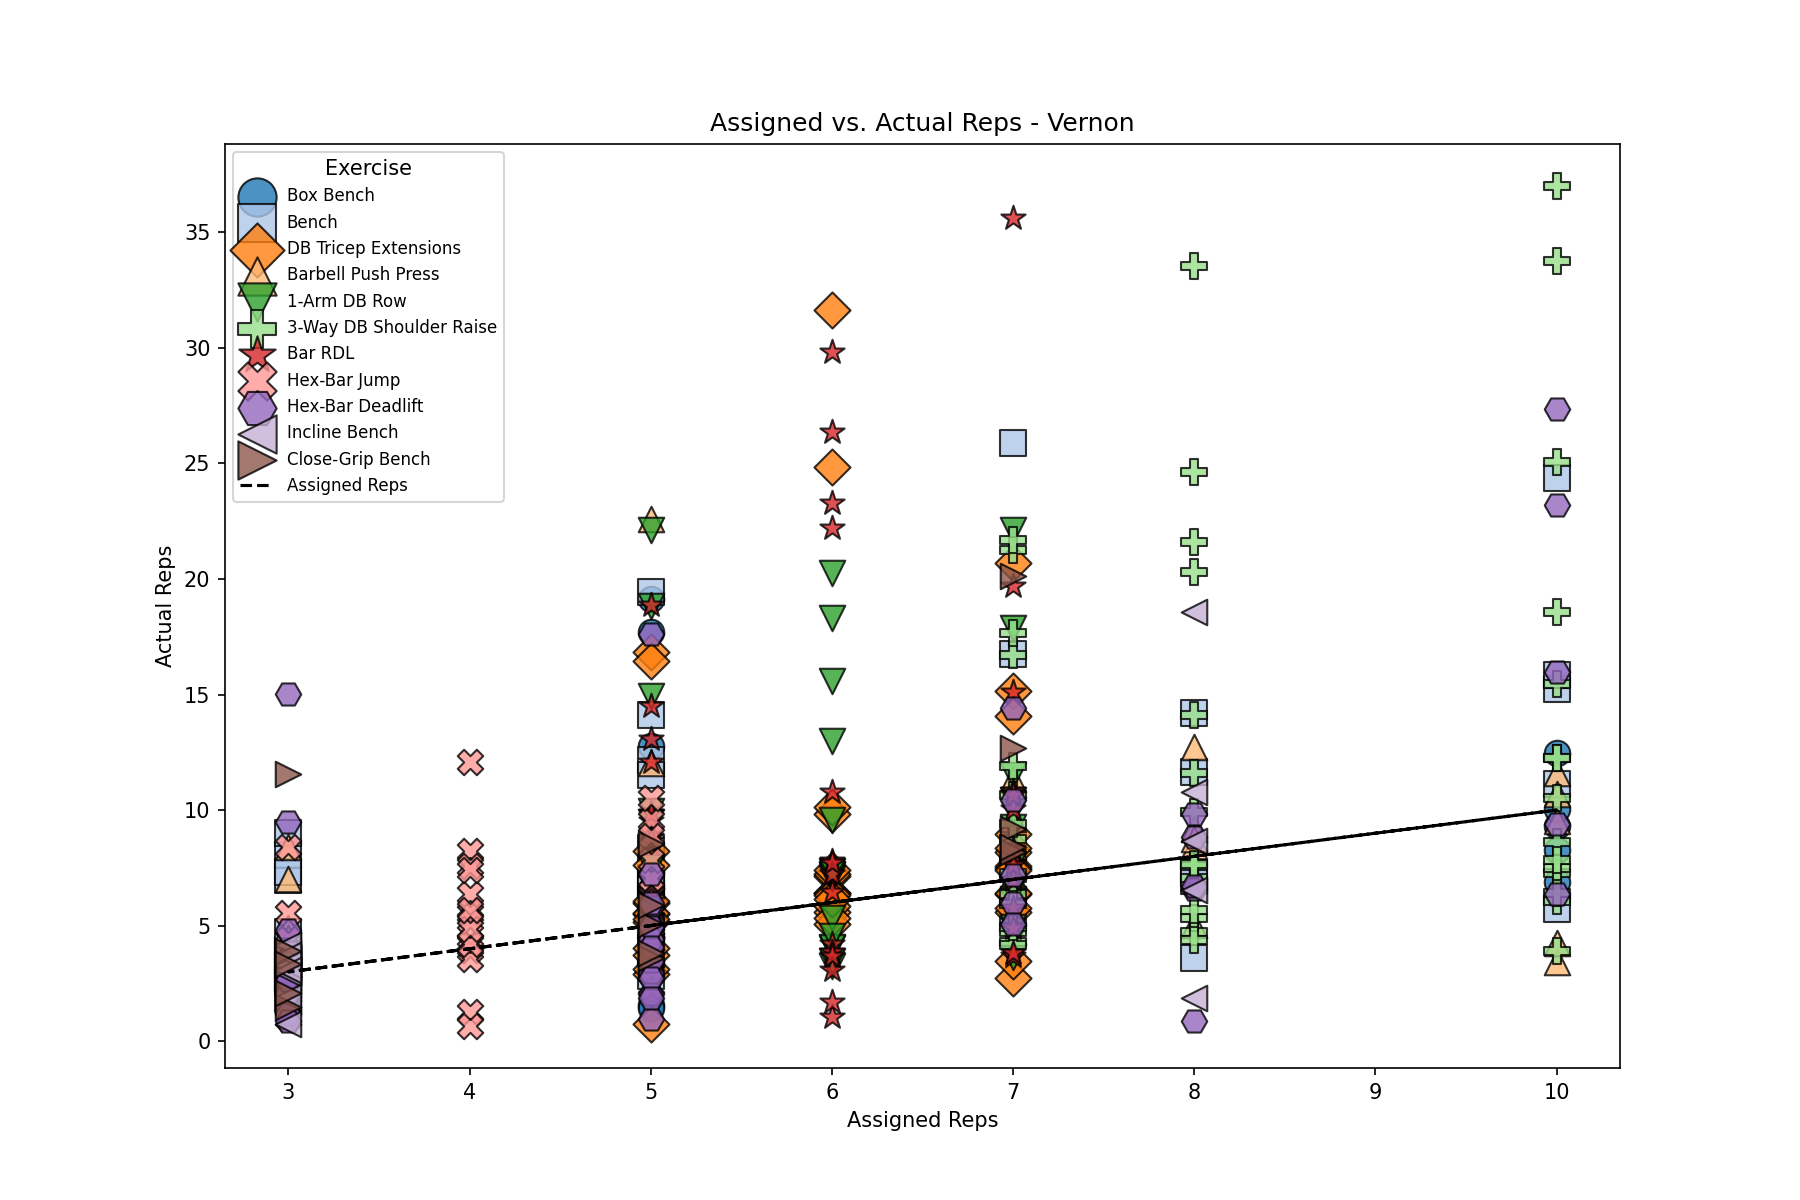 Assigned vs. Actual Reps - Vernon
Exercise
Box Bench
Bench
DB Tricep Extensions
Barbell Push Press
1-Arm DB Row
3-Way DB Shoulder Raise
Bar RDL
Hex-Bar Jump
Hex-Bar Deadlift
Incline Bench
Close-Grip Bench
Assigned Reps
Actual Reps
35
30
25
20
15
10
5
0
3 4 5 6 7 8 9 10
Assigned Reps